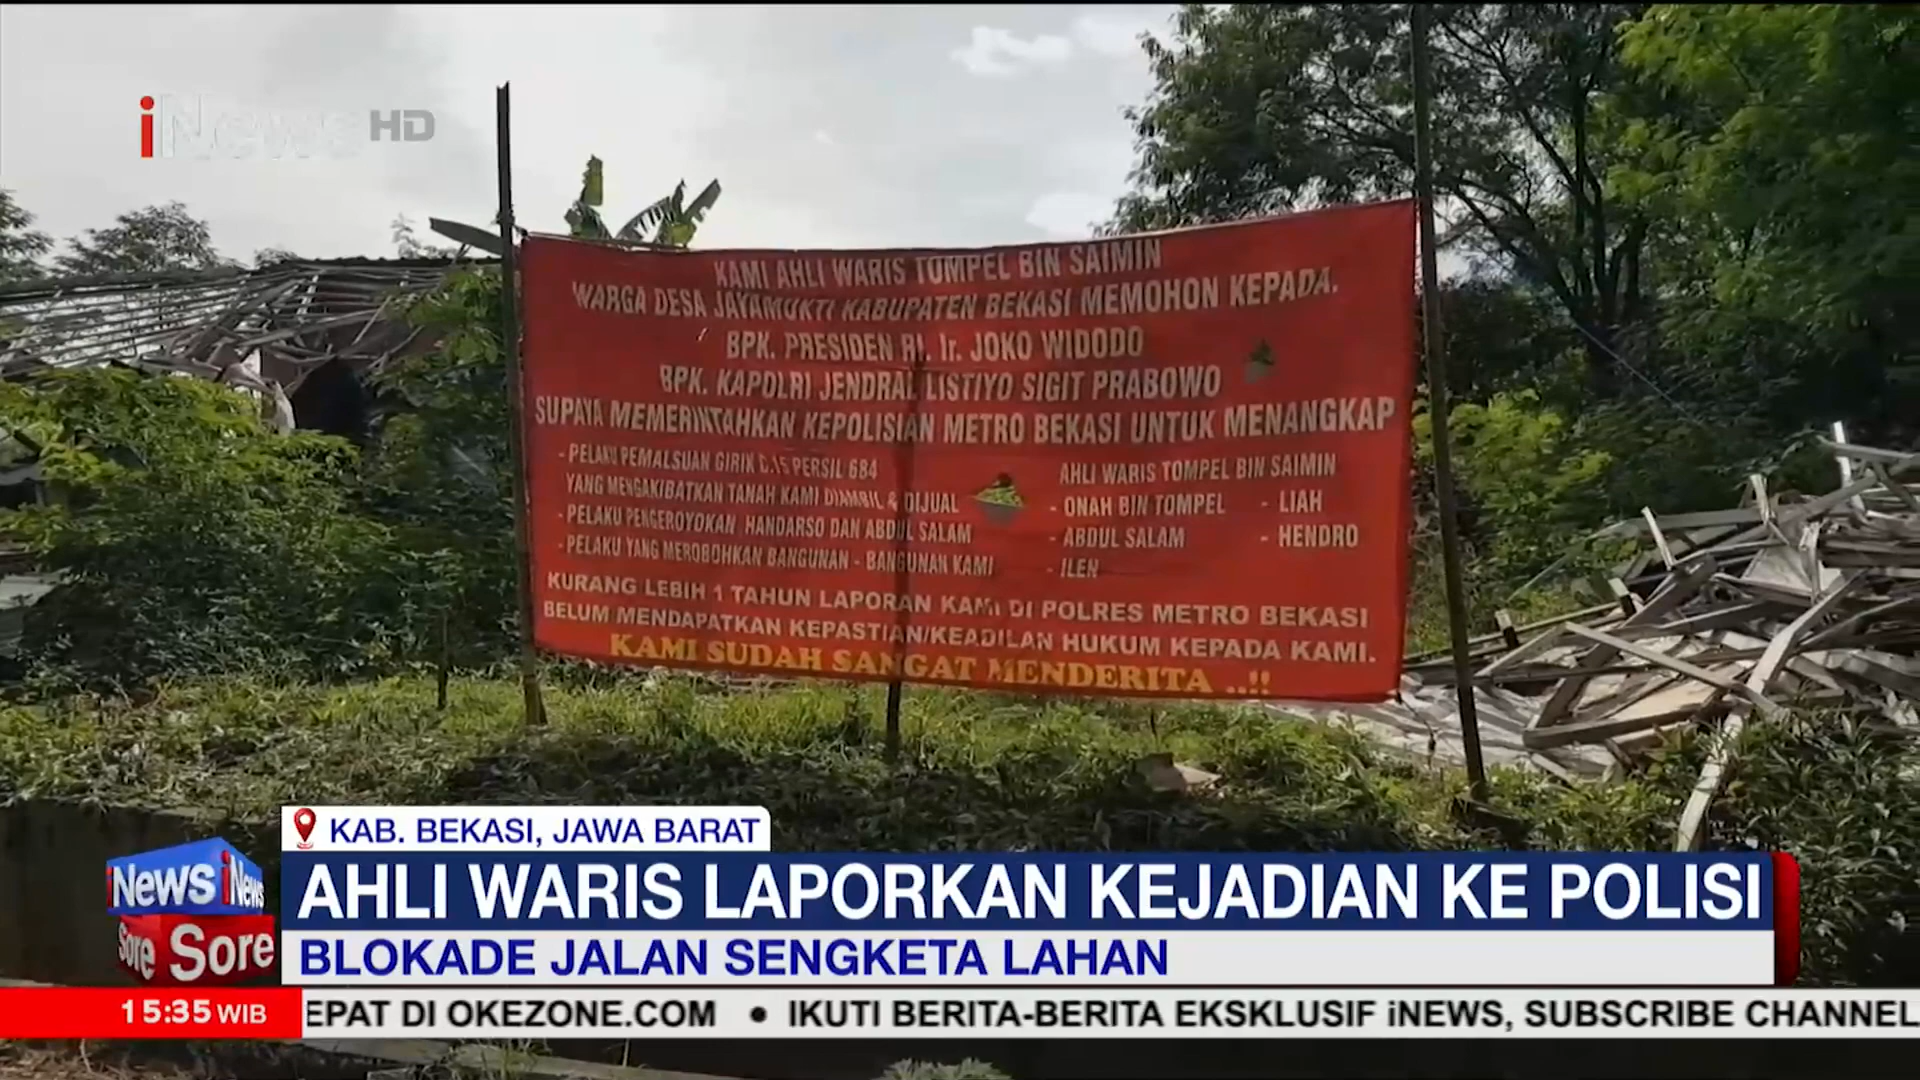 iNews HD
KAMI AHLI WARIS TOMPEL BIN SAIMIN
WARGA DESA JAYAMUKTI KABUPATEN BEKASI MEMOHON KEPADA.
BPK. PRESIDEN RI. Ir. JOKO WIDODO
BPK. KAPOLRI JENDRAL LISTIYO SIGIT PRABOWO
SUPAYA MEMERINTAHKAN KEPOLISIAN METRO BEKASI UNTUK MENANGKAP
- PELAKU PEMALSUAN GIRIK C.15 PERSIL 684
YANG MENGAKIBATKAN TANAH KAMI DIAMBIL & DIJUAL
- PELAKU PENGEROYOKAN HANDARSO DAN ABDUL SALAM
- PELAKU YANG MEROBOHKAN BANGUNAN - BANGUNAN KAMI
AHLI WARIS TOMPEL BIN SAIMIN
- ONAH BIN TOMPEL - LIAH
- ABDUL SALAM - HENDRO
- ILEN
KURANG LEBIH 1 TAHUN LAPORAN KAMI DI POLRES METRO BEKASI
BELUM MENDAPATKAN KEPASTIAN/KEADILAN HUKUM KEPADA KAMI.
KAMI SUDAH SANGAT MENDERITA ..!!
KAB. BEKASI, JAWA BARAT
iNews iNews
Sore Sore
AHLI WARIS LAPORKAN KEJADIAN KE POLISI
BLOKADE JALAN SENGKETA LAHAN
15:35 WIB
EPAT DI OKEZONE.COM • IKUTI BERITA-BERITA EKSKLUSIF iNEWS, SUBSCRIBE CHANNEL